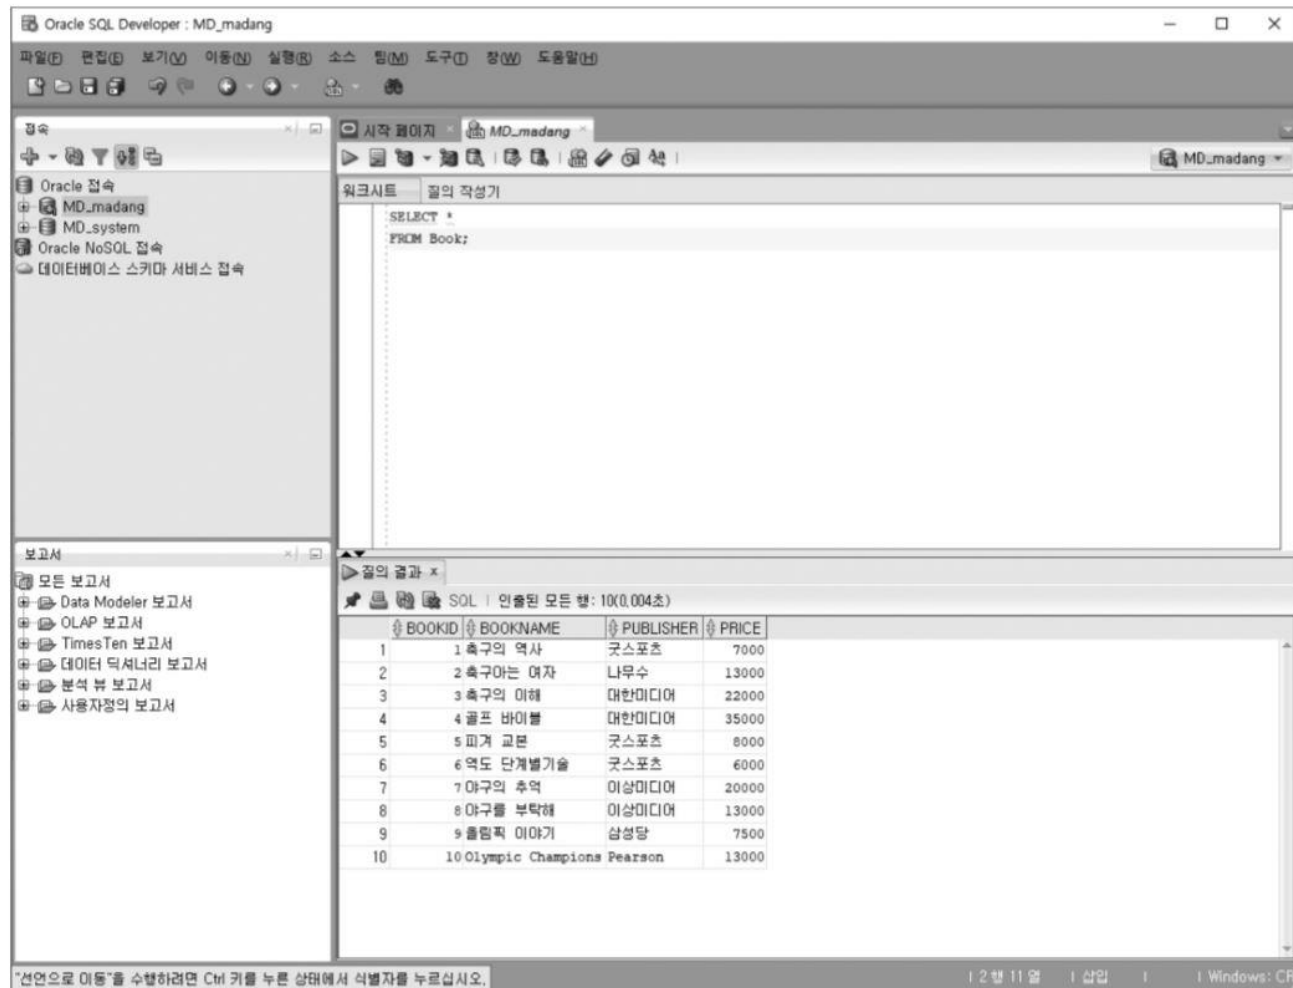 Oracle SQL Developer : MD_madang
파일(F) 편집(E) 보기(V) 이동(N) 실행(R) 소스 팀(M) 도구(T) 창(W) 도움말(H)
접속
Oracle 접속
MD_madang
MD_system
Oracle NoSQL 접속
데이터베이스 스키마 서비스 접속
시작 페이지 MD_madang
MD_madang
워크시트 질의 작성기
SELECT *
FROM Book;
보고서
모든 보고서
Data Modeler 보고서
OLAP 보고서
TimesTen 보고서
데이터 딕셔너리 보고서
분석 뷰 보고서
사용자정의 보고서
질의 결과 x
SQL | 인출된 모든 행: 10(0,004초)
BOOKID BOOKNAME PUBLISHER PRICE
1 1 축구의 역사 굿스포츠 7000
2 2 축구아는 여자 나무수 13000
3 3 축구의 이해 대한미디어 22000
4 4 골프 바이블 대한미디어 35000
5 5 피겨 교본 굿스포츠 8000
6 6 역도 단계별기술 굿스포츠 6000
7 7 야구의 추억 이상미디어 20000
8 8 야구를 부탁해 이상미디어 13000
9 9 올림픽 이야기 삼성당 7500
10 10 Olympic Champions Pearson 13000
"선언으로 이동"을 수행하려면 Ctrl 키를 누른 상태에서 식별자를 누르십시오.
| 2 행 11 열 | 삽입 | | Windows: CR